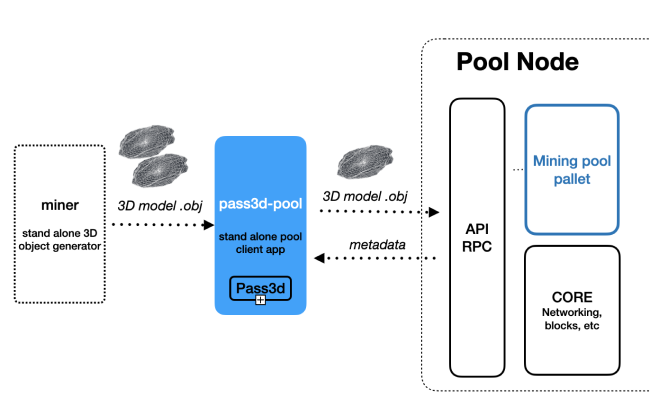 Pool Node
miner
stand alone 3D
object generator
3D model .obj
pass3d-pool
stand alone pool
client app
Pass3d
3D model .obj
metadata
API
RPC
Mining pool
pallet
CORE
Networking,
blocks, etc